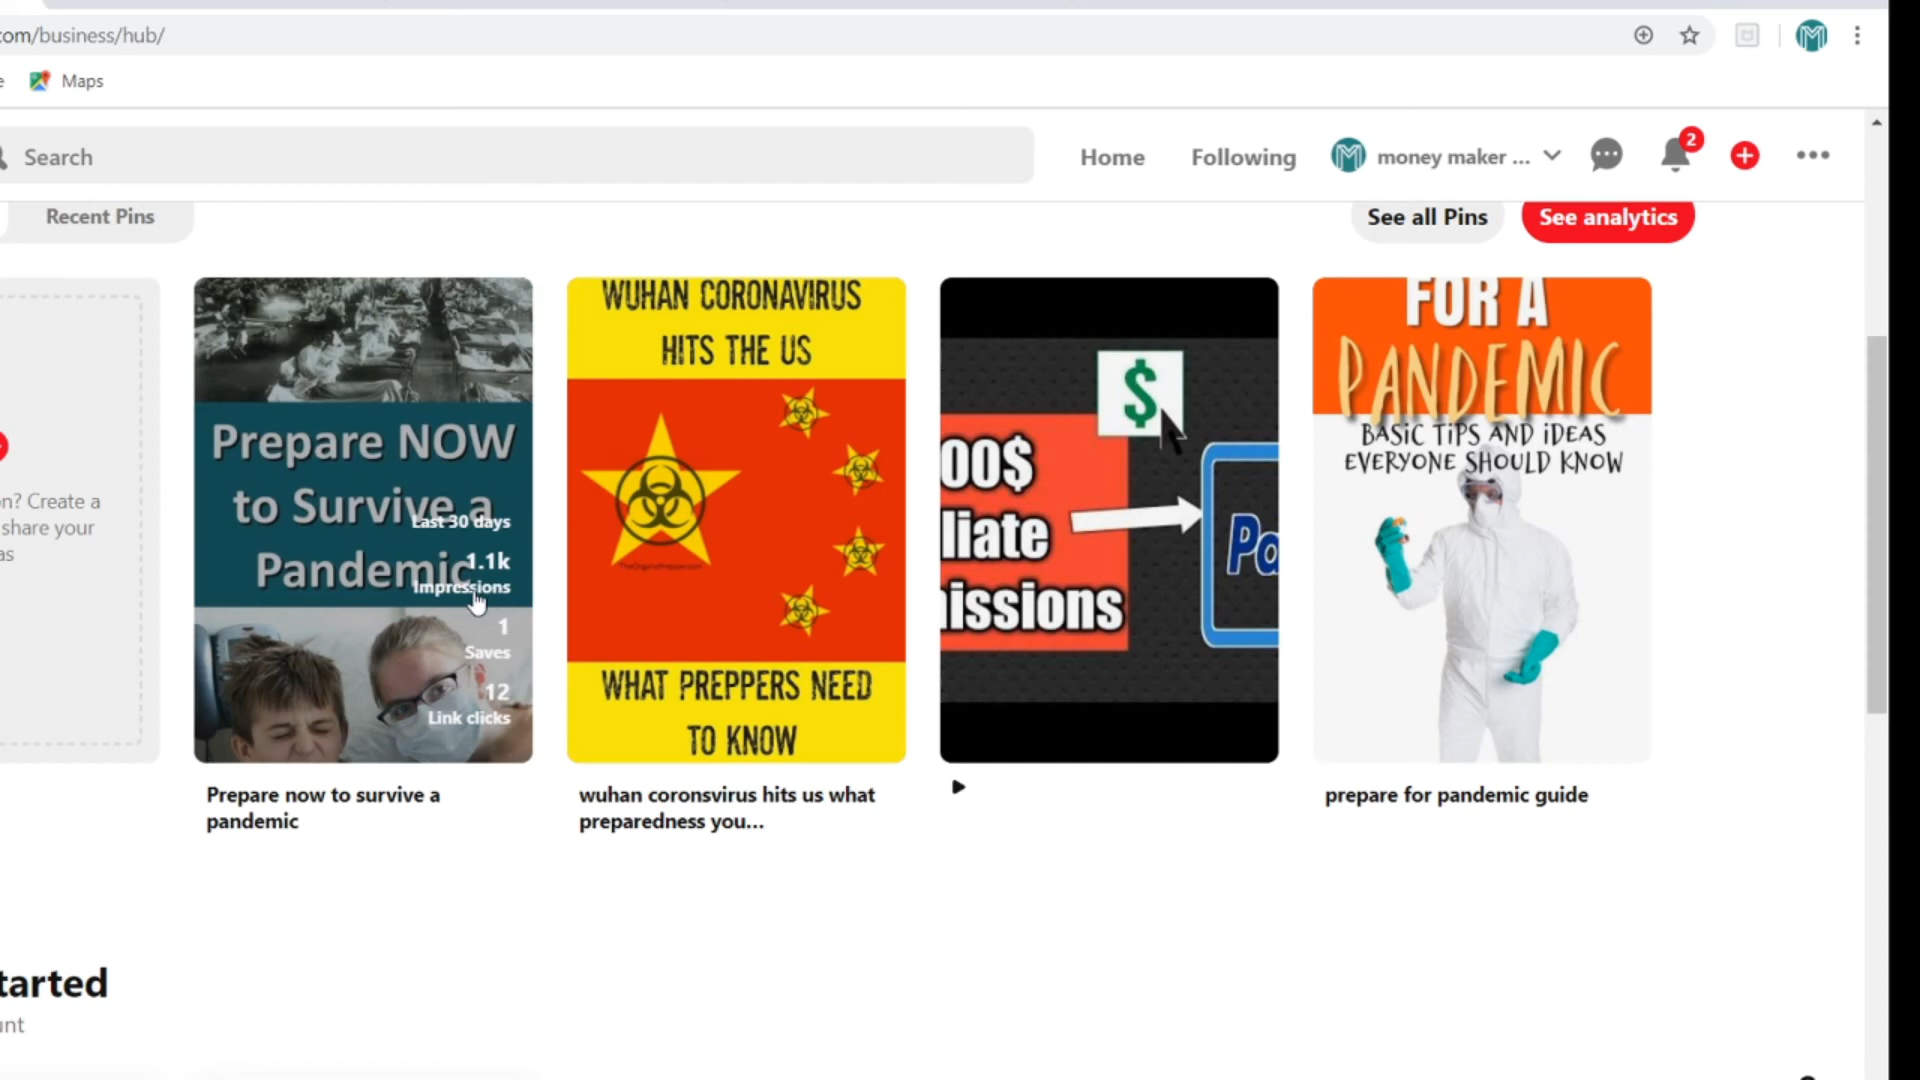 com/business/hub/
e
Maps
Search
Home
Following
money maker ...
2
Recent Pins
See all Pins
See analytics
n? Create a
share your
as
Prepare NOW
to Survive a
Pandemic
Last 30 days
1.1k
Impressions
1
Saves
12
Link clicks
Prepare now to survive a
pandemic
WUHAN CORONAVIRUS
HITS THE US
WHAT PREPPERS NEED
TO KNOW
wuhan coronsvirus hits us what
preparedness you...
$
00$
liate
issions
Pa
FOR A
PANDEMIC
BASIC TIPS AND IDEAS
EVERYONE SHOULD KNOW
prepare for pandemic guide
tarted
unt